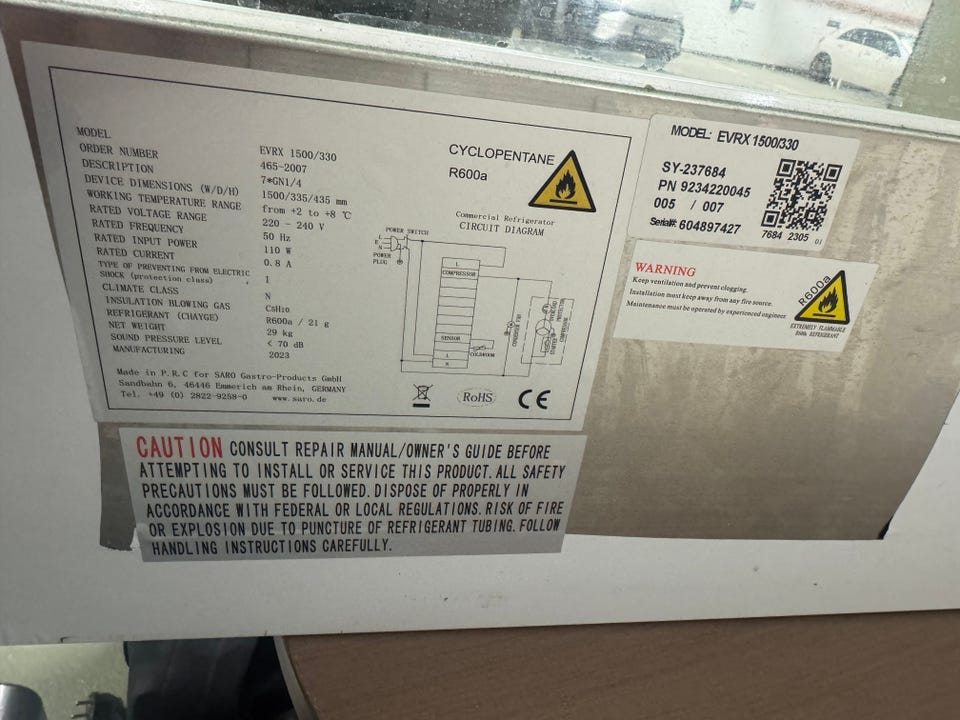 MODEL EVRX 1500/330
ORDER NUMBER 465-2007
DESCRIPTION 7*GN1/4
DEVICE DIMENSIONS (W/D/H) 1500/335/435 mm
WORKING TEMPERATURE RANGE from +2 to +8 ℃
RATED VOLTAGE RANGE 220 - 240 V
RATED FREQUENCY 50 Hz
RATED INPUT POWER 110 W
RATED CURRENT 0.8 A
TYPE OF PREVENTING FROM ELECTRIC
SHOCK (protection class) I
CLIMATE CLASS N
INSULATION BLOWING GAS C5H10
REFRIGERANT (CHAYGE) R600a / 21 g
NET WEIGHT 29 kg
SOUND PRESSURE LEVEL < 70 dB
MANUFACTURING 2023
Made in P.R.C for SARO Gastro-Products GmbH
Sandbahn 6, 46446 Emmerich am Rhein, GERMANY
Tel. +49 (0) 2822-9258-0 www.saro.de
CYCLOPENTANE
R600a
Commercial Refrigerator
CIRCUIT DIAGRAM
POWER SWITCH
L
E
N
POWER
PLUG
L
COMPRESSOR
SENSOR
L
N
COLDROOM
CONDENSER FAN
RoHS
CE
MODEL: EVRX 1500/330
SY-237684
PN 9234220045
005 / 007
Serial#: 604897427
7684 2305 01
WARNING
Keep ventilation and prevent clogging.
Installation must keep away from any fire source.
Maintenance must be operated by experienced engineer.
R600a
EXTREMELY FLAMMABLE
R600a REFRIGERANT
CAUTION CONSULT REPAIR MANUAL/OWNER'S GUIDE BEFORE
ATTEMPTING TO INSTALL OR SERVICE THIS PRODUCT. ALL SAFETY
PRECAUTIONS MUST BE FOLLOWED. DISPOSE OF PROPERLY IN
ACCORDANCE WITH FEDERAL OR LOCAL REGULATIONS. RISK OF FIRE
OR EXPLOSION DUE TO PUNCTURE OF REFRIGERANT TUBING. FOLLOW
HANDLING INSTRUCTIONS CAREFULLY.